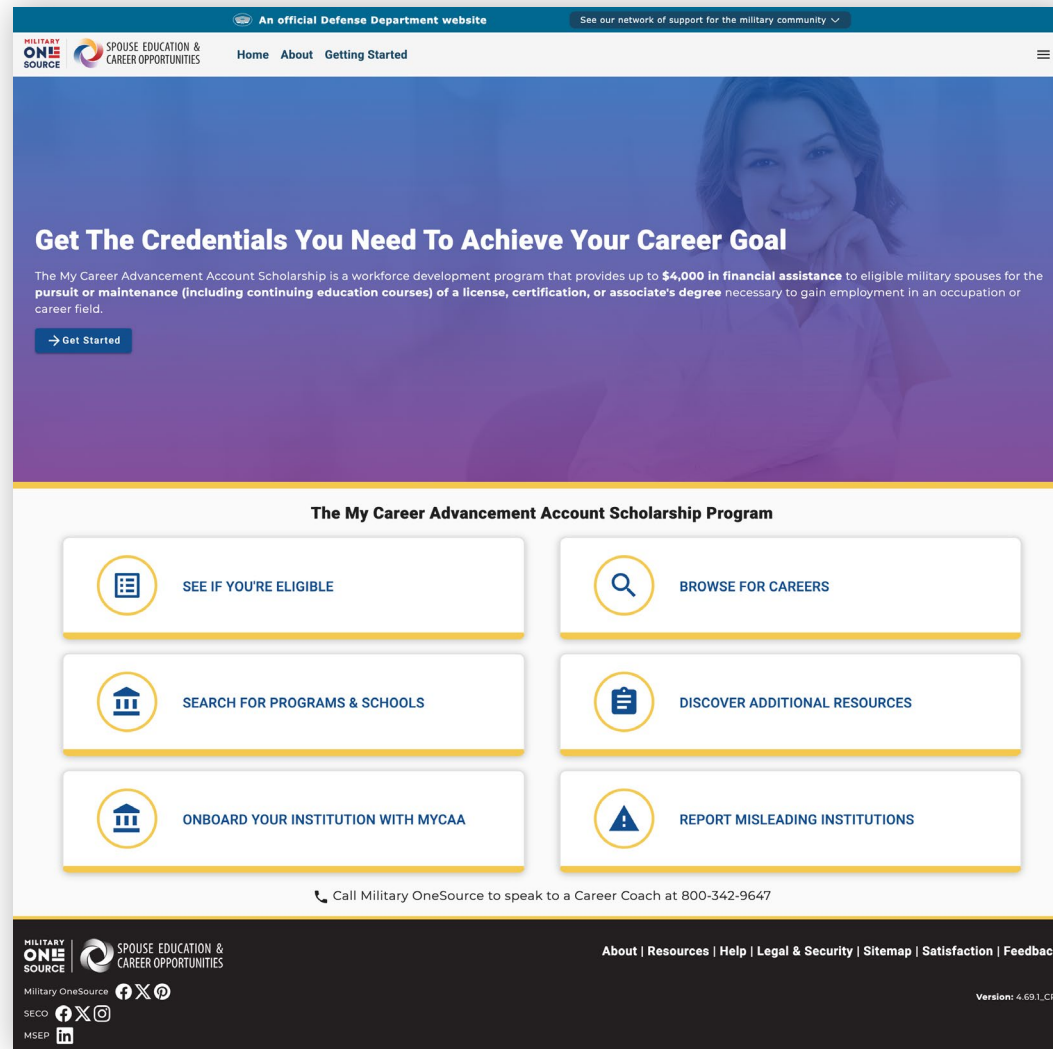 An official Defense Department website
See our network of support for the military community
MILITARY
ONE
SOURCE
SPOUSE EDUCATION &
CAREER OPPORTUNITIES
Home About Getting Started
Get The Credentials You Need To Achieve Your Career Goal
The My Career Advancement Account Scholarship is a workforce development program that provides up to $4,000 in financial assistance to eligible military spouses for the
pursuit or maintenance (including continuing education courses) of a license, certification, or associate's degree necessary to gain employment in an occupation or
career field.
Get Started
The My Career Advancement Account Scholarship Program
SEE IF YOU'RE ELIGIBLE
BROWSE FOR CAREERS
SEARCH FOR PROGRAMS & SCHOOLS
DISCOVER ADDITIONAL RESOURCES
ONBOARD YOUR INSTITUTION WITH MYCAA
REPORT MISLEADING INSTITUTIONS
Call Military OneSource to speak to a Career Coach at 800-342-9647
MILITARY
ONE
SOURCE
SPOUSE EDUCATION &
CAREER OPPORTUNITIES
About | Resources | Help | Legal & Security | Sitemap | Satisfaction | Feedbac
Military OneSource
Version: 4.69.1_CP
SECO
MSEP in